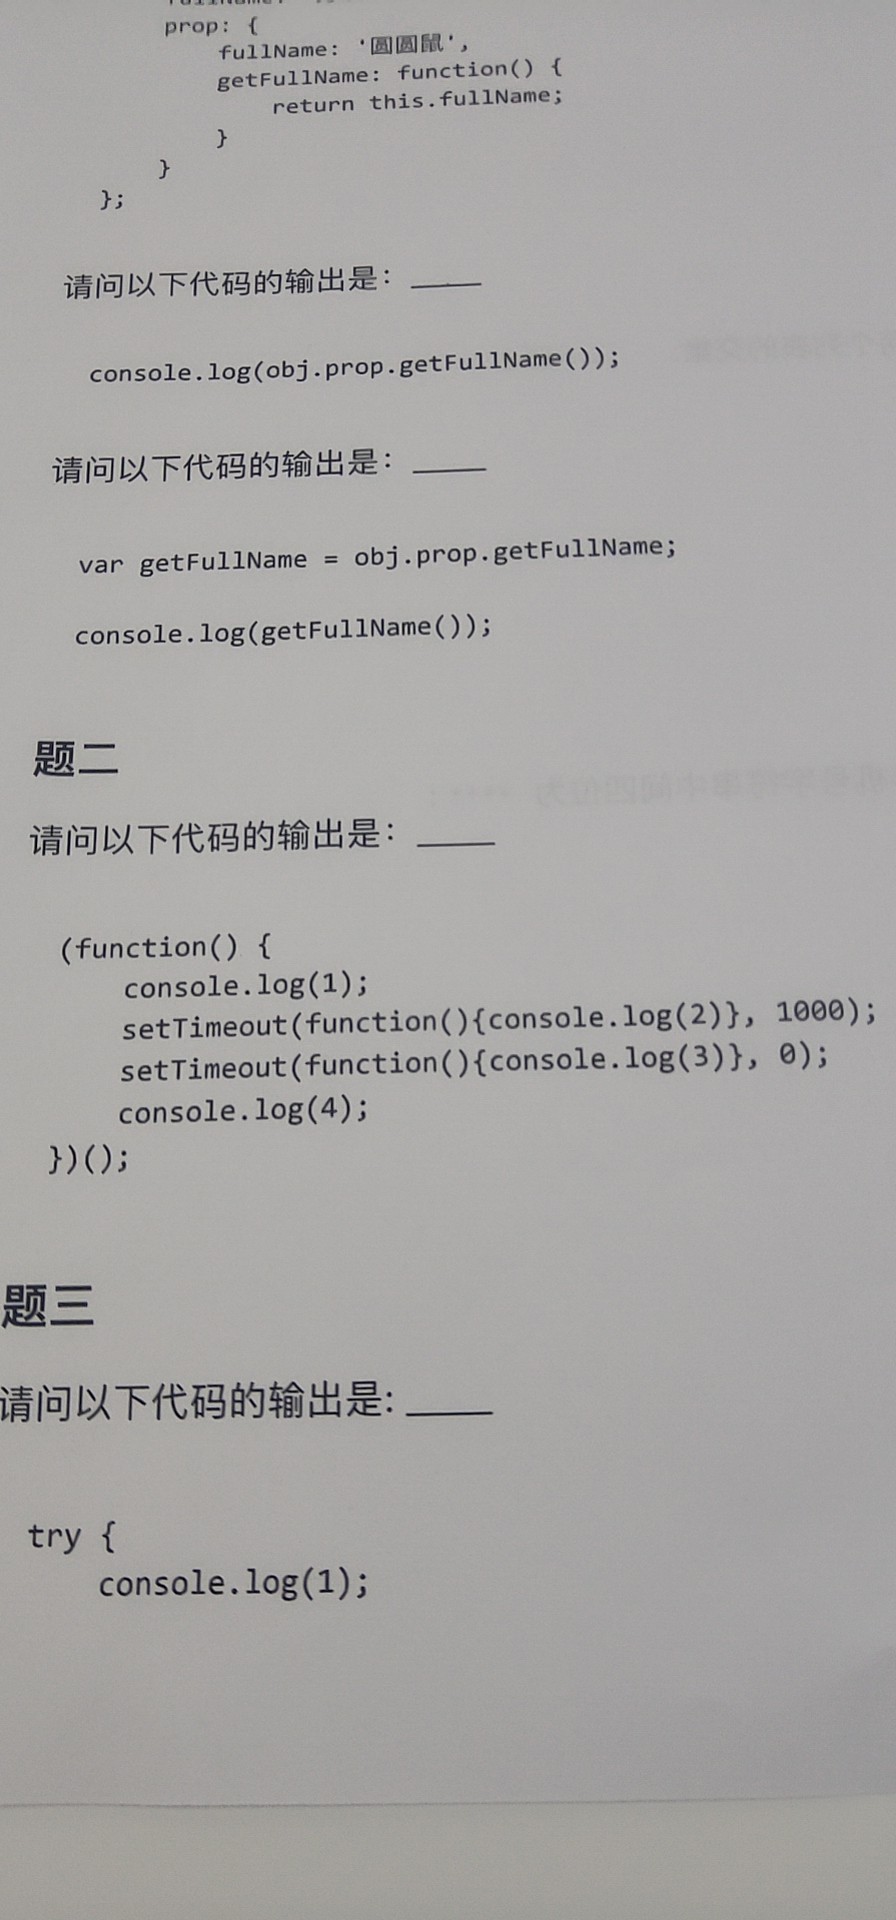 prop: {
fullName: '圆圆鼠',
getFullName: function() {
return this.fullName;
}
}
};
请问以下代码的输出是：____
console.log(obj.prop.getFullName());
请问以下代码的输出是：____
var getFullName = obj.prop.getFullName;
console.log(getFullName());
题二
请问以下代码的输出是：____
(function() {
console.log(1);
setTimeout(function(){console.log(2)}, 1000);
setTimeout(function(){console.log(3)}, 0);
console.log(4);
})();
题三
请问以下代码的输出是:____
try {
console.log(1);